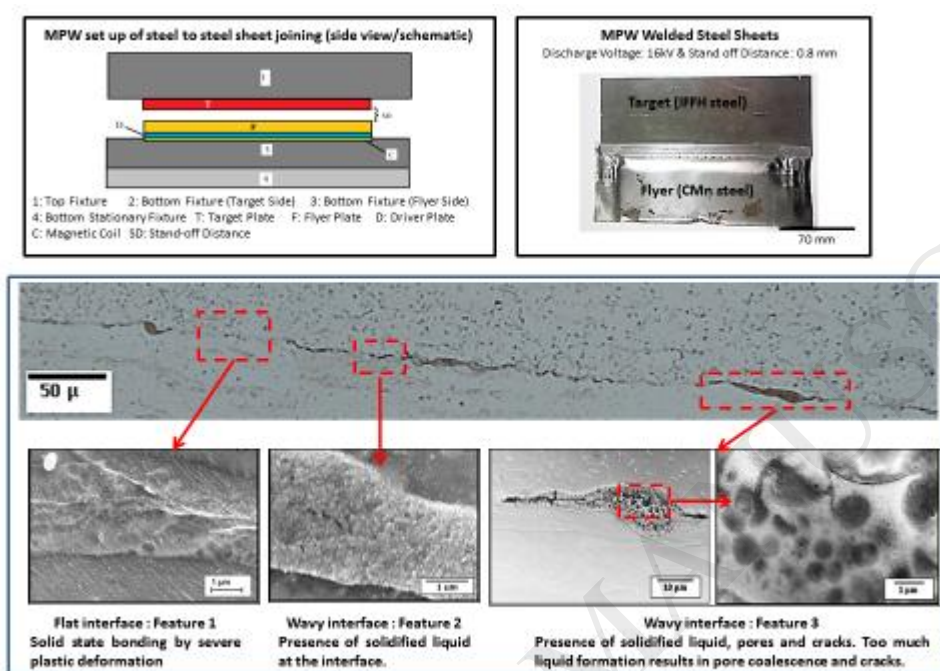 MPW set up of steel to steel sheet joining (side view/schematic)
T
F
SD
D
C
1: Top Fixture 2: Bottom Fixture (Target Side) 3: Bottom Fixture (Flyer Side)
4: Bottom Stationary Fixture T: Target Plate F: Flyer Plate D: Driver Plate
C: Magnetic Coil SD: Stand-off Distance
MPW Welded Steel Sheets
Discharge Voltage: 16kV & Stand off Distance: 0.8 mm
Target (IFFH steel)
Flyer (CMn steel)
70 mm
50 µ
1 µm
1 µm
10 µm
1 µm
Flat interface : Feature 1
Solid state bonding by severe
plastic deformation
Wavy interface : Feature 2
Presence of solidified liquid
at the interface.
Wavy interface : Feature 3
Presence of solidified liquid, pores and cracks. Too much
liquid formation results in pore coalescence and cracks.